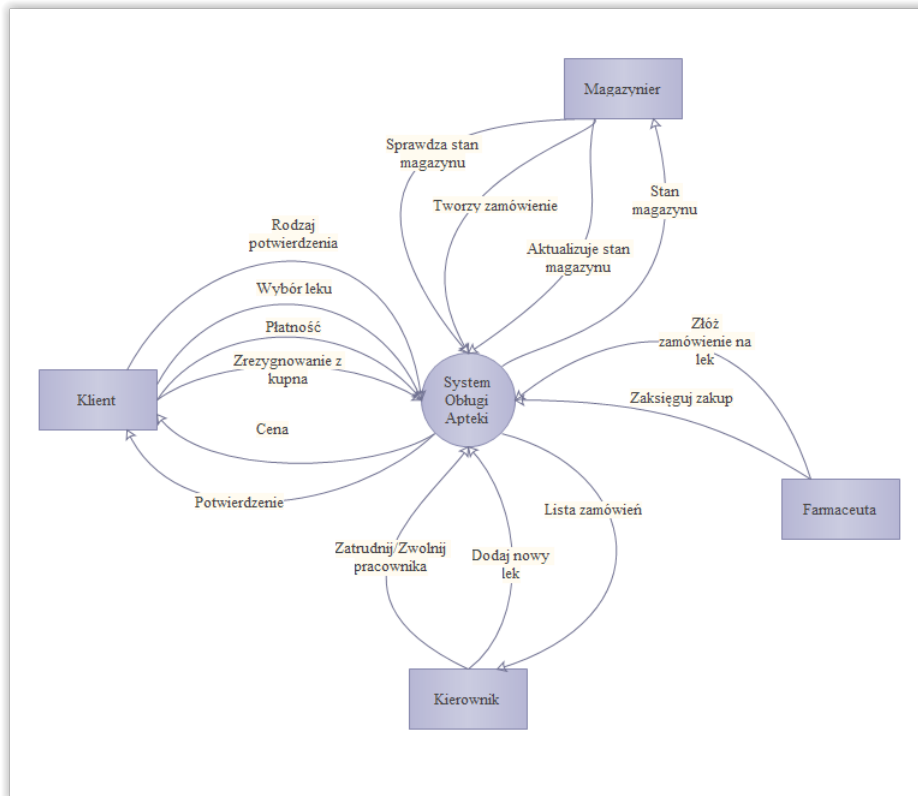 Magazynier
Sprawdza stan
magazynu
Tworzy zamówienie
Stan
magazynu
Aktualizuje stan
magazynu
Rodzaj
potwierdzenia
Wybór leku
Płatność
Zrezygnowanie z
kupna
Klient
Cena
Potwierdzenie
System
Obługi
Apteki
Złóż
zamówienie na
lek
Zaksięguj zakup
Farmaceuta
Lista zamówień
Zatrudnij/Zwolnij
pracownika
Dodaj nowy
lek
Kierownik